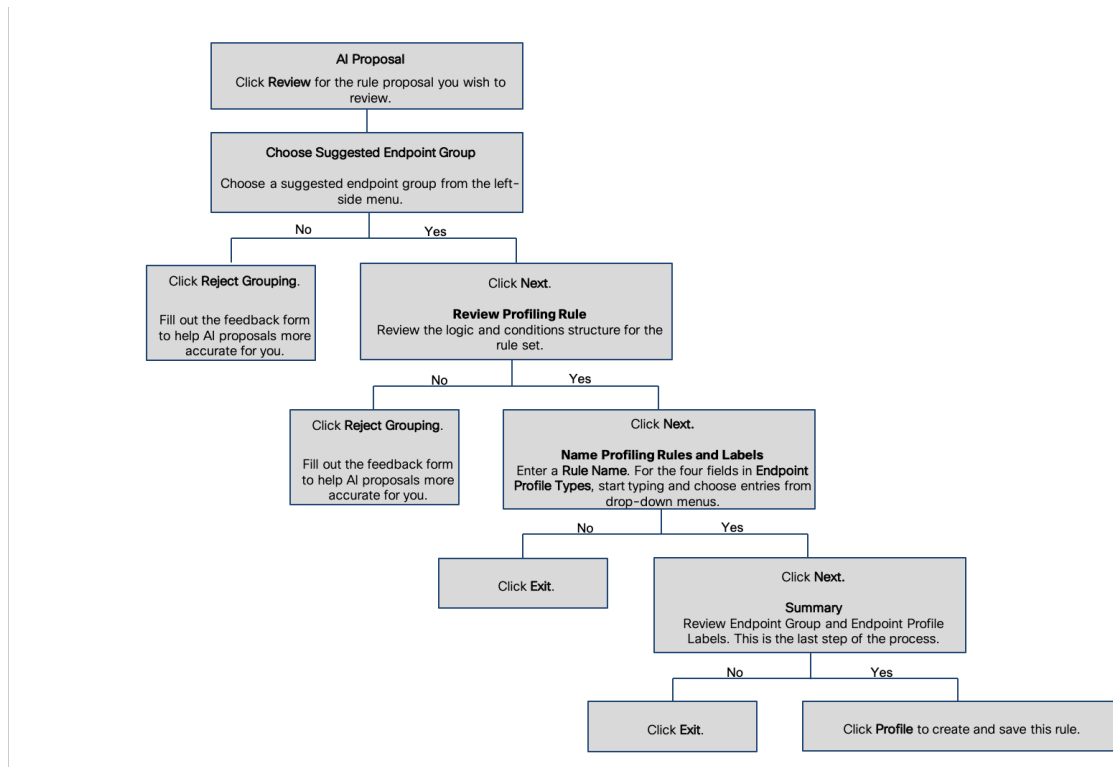 AI Proposal
Click Review for the rule proposal you wish to
review.
Choose Suggested Endpoint Group
Choose a suggested endpoint group from the left-
side menu.
No
Yes
Click Reject Grouping.
Fill out the feedback form
to help AI proposals more
accurate for you.
Click Next.
Review Profiling Rule
Review the logic and conditions structure for the
rule set.
No
Yes
Click Reject Grouping.
Fill out the feedback form
to help AI proposals more
accurate for you.
Click Next.
Name Profiling Rules and Labels
Enter a Rule Name. For the four fields in Endpoint
Profile Types, start typing and choose entries from
drop-down menus.
No
Yes
Click Exit.
Click Next.
Summary
Review Endpoint Group and Endpoint Profile
Labels. This is the last step of the process.
No
Yes
Click Exit.
Click Profile to create and save this rule.